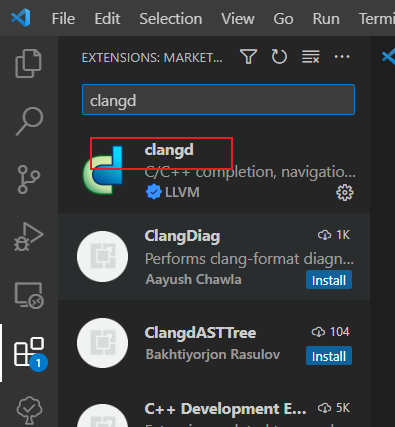 File Edit Selection View Go Run Termi
EXTENSIONS: MARKET...
clangd
clangd
C/C++ completion, navigatio...
LLVM
ClangDiag 1K
Performs clang-format diagn...
Aayush Chawla Install
ClangdASTTree 104
Bakhtiyorjon Rasulov Install
1
C++ Development E... 5K